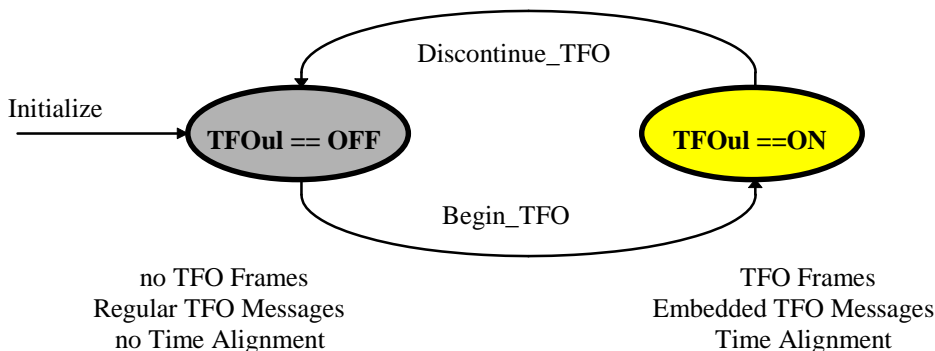 Discontinue_TFO
Initialize
TFOul == OFF
TFOul ==ON
Begin_TFO
no TFO Frames
Regular TFO Messages
no Time Alignment
TFO Frames
Embedded TFO Messages
Time Alignment